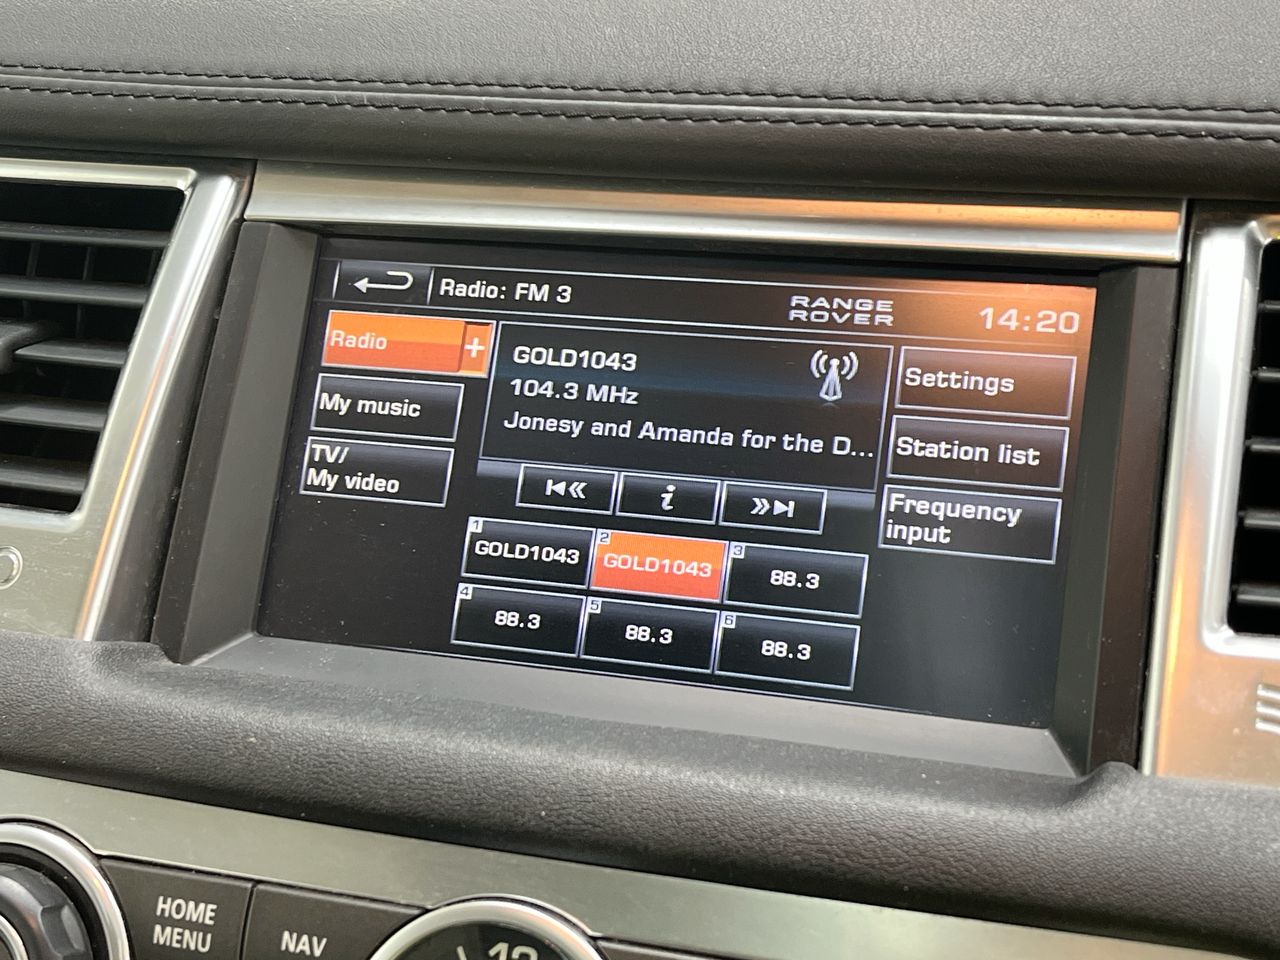 Radio: FM 3
RANGE
ROVER
14:20
Radio
+
My music
TV/
My video
GOLD1043
104.3 MHz
Jonesy and Amanda for the D...
i
Settings
Station list
Frequency
input
1
GOLD1043
2
GOLD1043
3
88.3
4
88.3
5
88.3
6
88.3
HOME
MENU
NAV
12